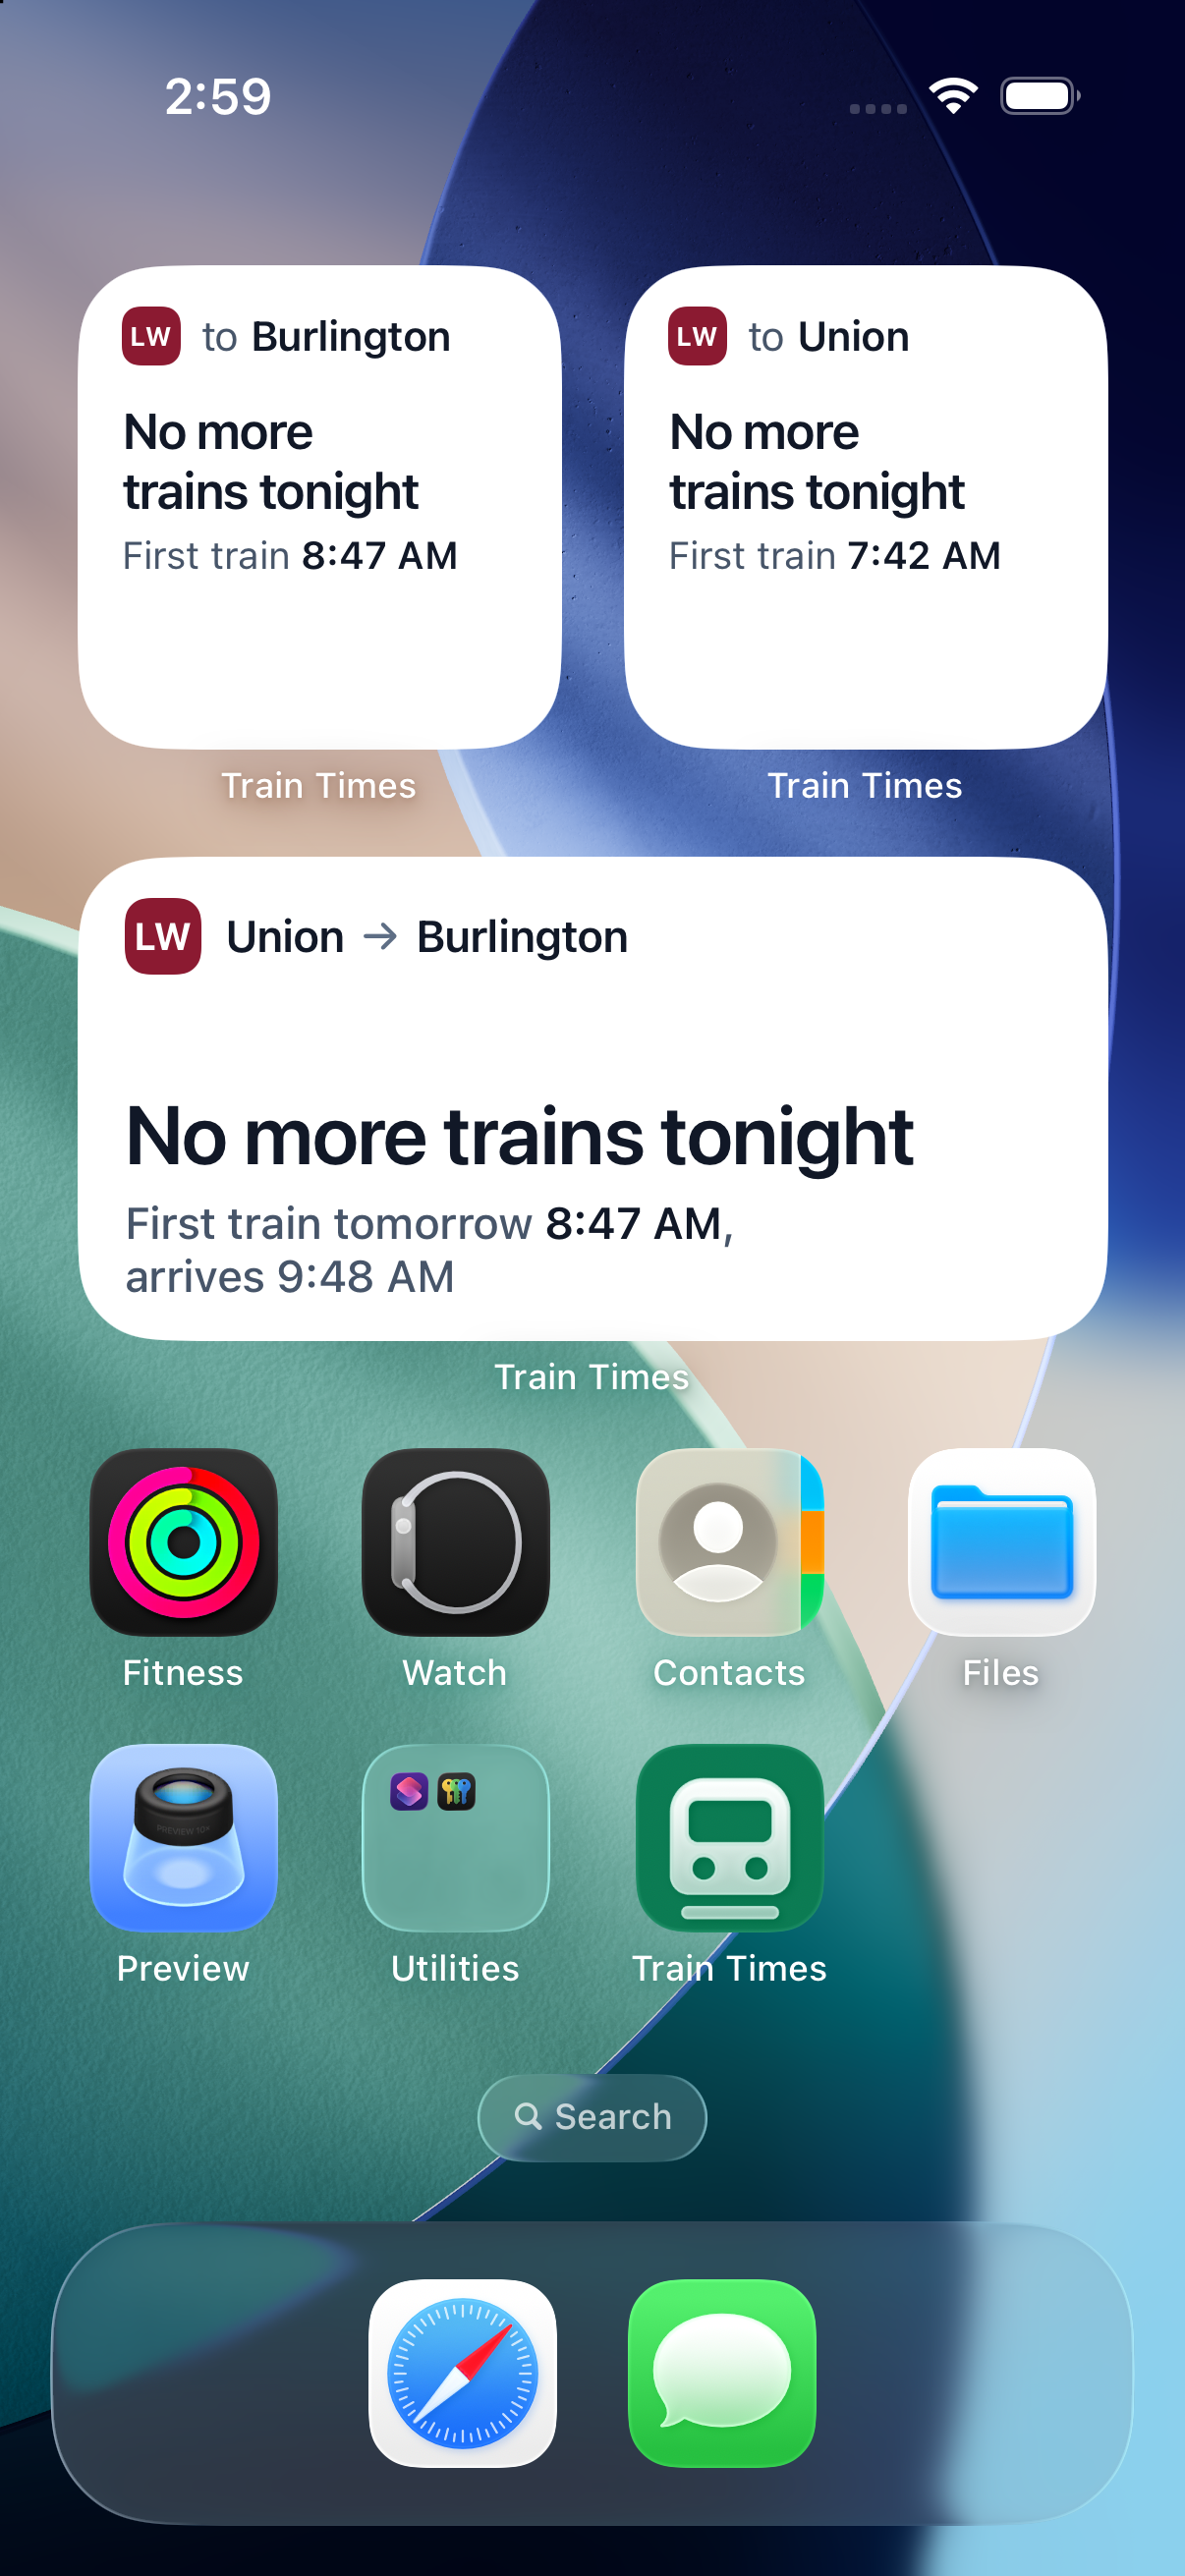 2:59
LW to Burlington
No more
trains tonight
First train 8:47 AM
Train Times
LW to Union
No more
trains tonight
First train 7:42 AM
Train Times
LW Union → Burlington
No more trains tonight
First train tomorrow 8:47 AM,
arrives 9:48 AM
Train Times
Fitness
Watch
Contacts
Files
PREVIEW 10×
Preview
Utilities
Train Times
Search